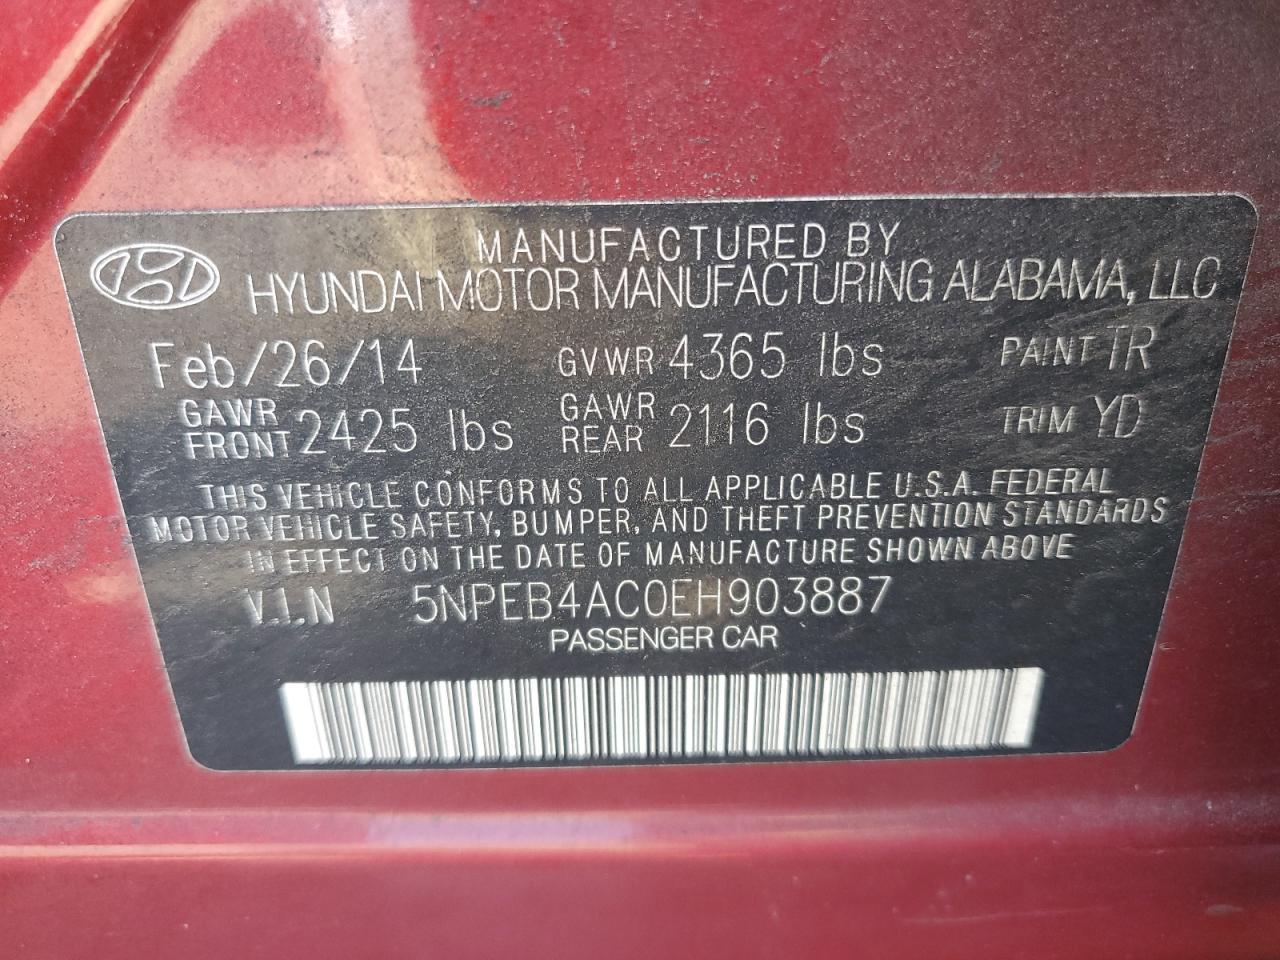 MANUFACTURED BY
HYUNDAI MOTOR MANUFACTURING ALABAMA, LLC
Feb/26/14 GVWR 4365 lbs PAINT TR
GAWR FRONT 2425 lbs GAWR REAR 2116 lbs TRIM YD
THIS VEHICLE CONFORMS TO ALL APPLICABLE U.S.A. FEDERAL
MOTOR VEHICLE SAFETY, BUMPER, AND THEFT PREVENTION STANDARDS
IN EFFECT ON THE DATE OF MANUFACTURE SHOWN ABOVE
V.I.N 5NPEB4AC0EH903887
PASSENGER CAR